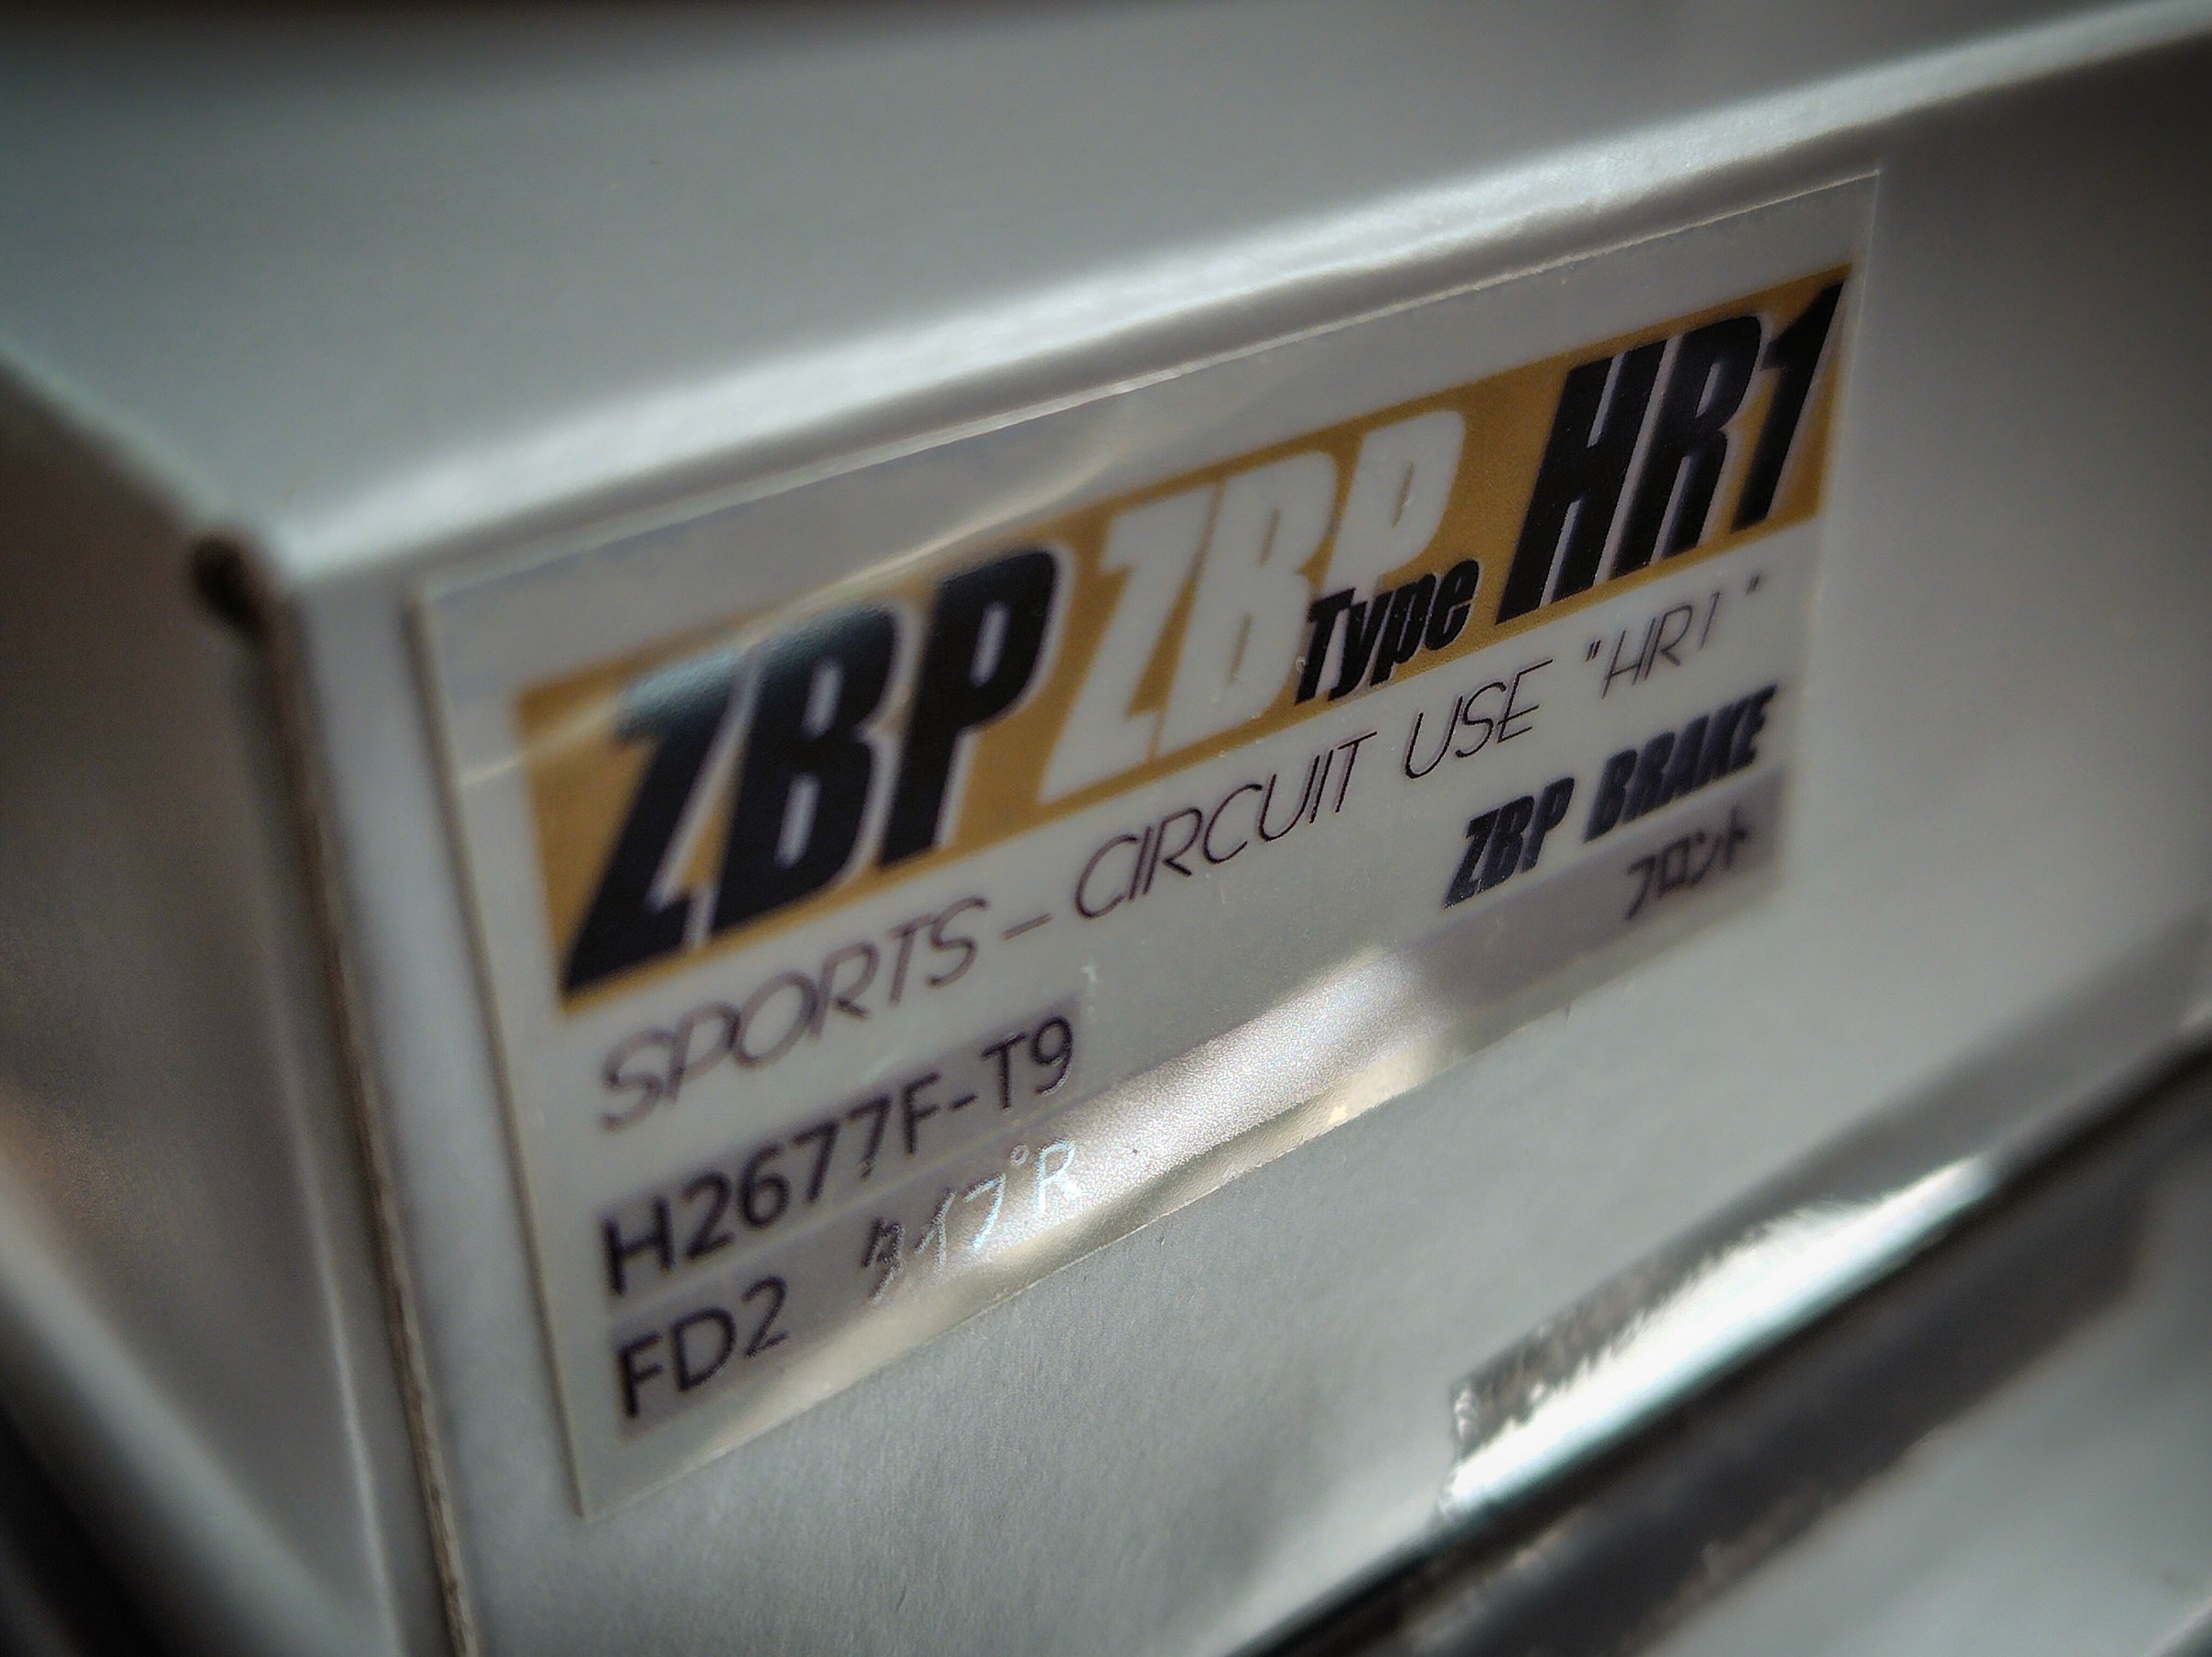 ZBP ZBP Type HR1
SPORTS – CIRCUIT USE "HR1"
ZBP BRAKE
H2677F-T9
フロント
FD2 タイプR